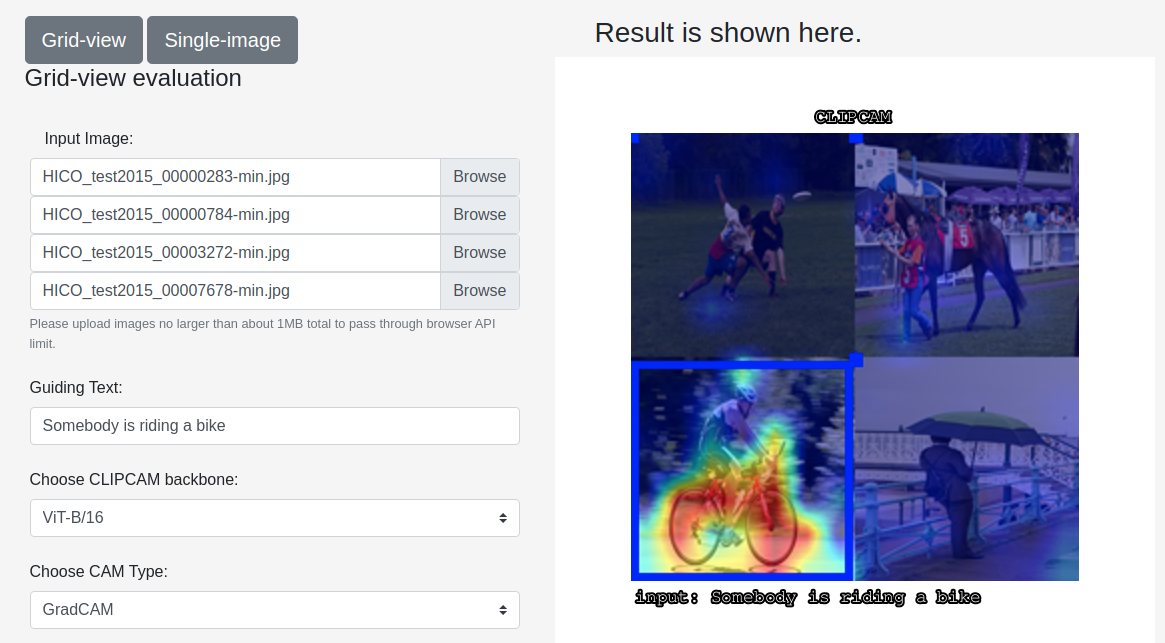 Grid-view
Single-image
Grid-view evaluation
Input Image:
HICO_test2015_00000283-min.jpg
Browse
HICO_test2015_00000784-min.jpg
Browse
HICO_test2015_00003272-min.jpg
Browse
HICO_test2015_00007678-min.jpg
Browse
Please upload images no larger than about 1MB total to pass through browser API
limit.
Guiding Text:
Somebody is riding a bike
Choose CLIPCAM backbone:
ViT-B/16
Choose CAM Type:
GradCAM
Result is shown here.
CLIPCAM
5
input: Somebody is riding a bike